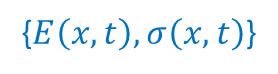 {E(x, t), σ(x, t)}